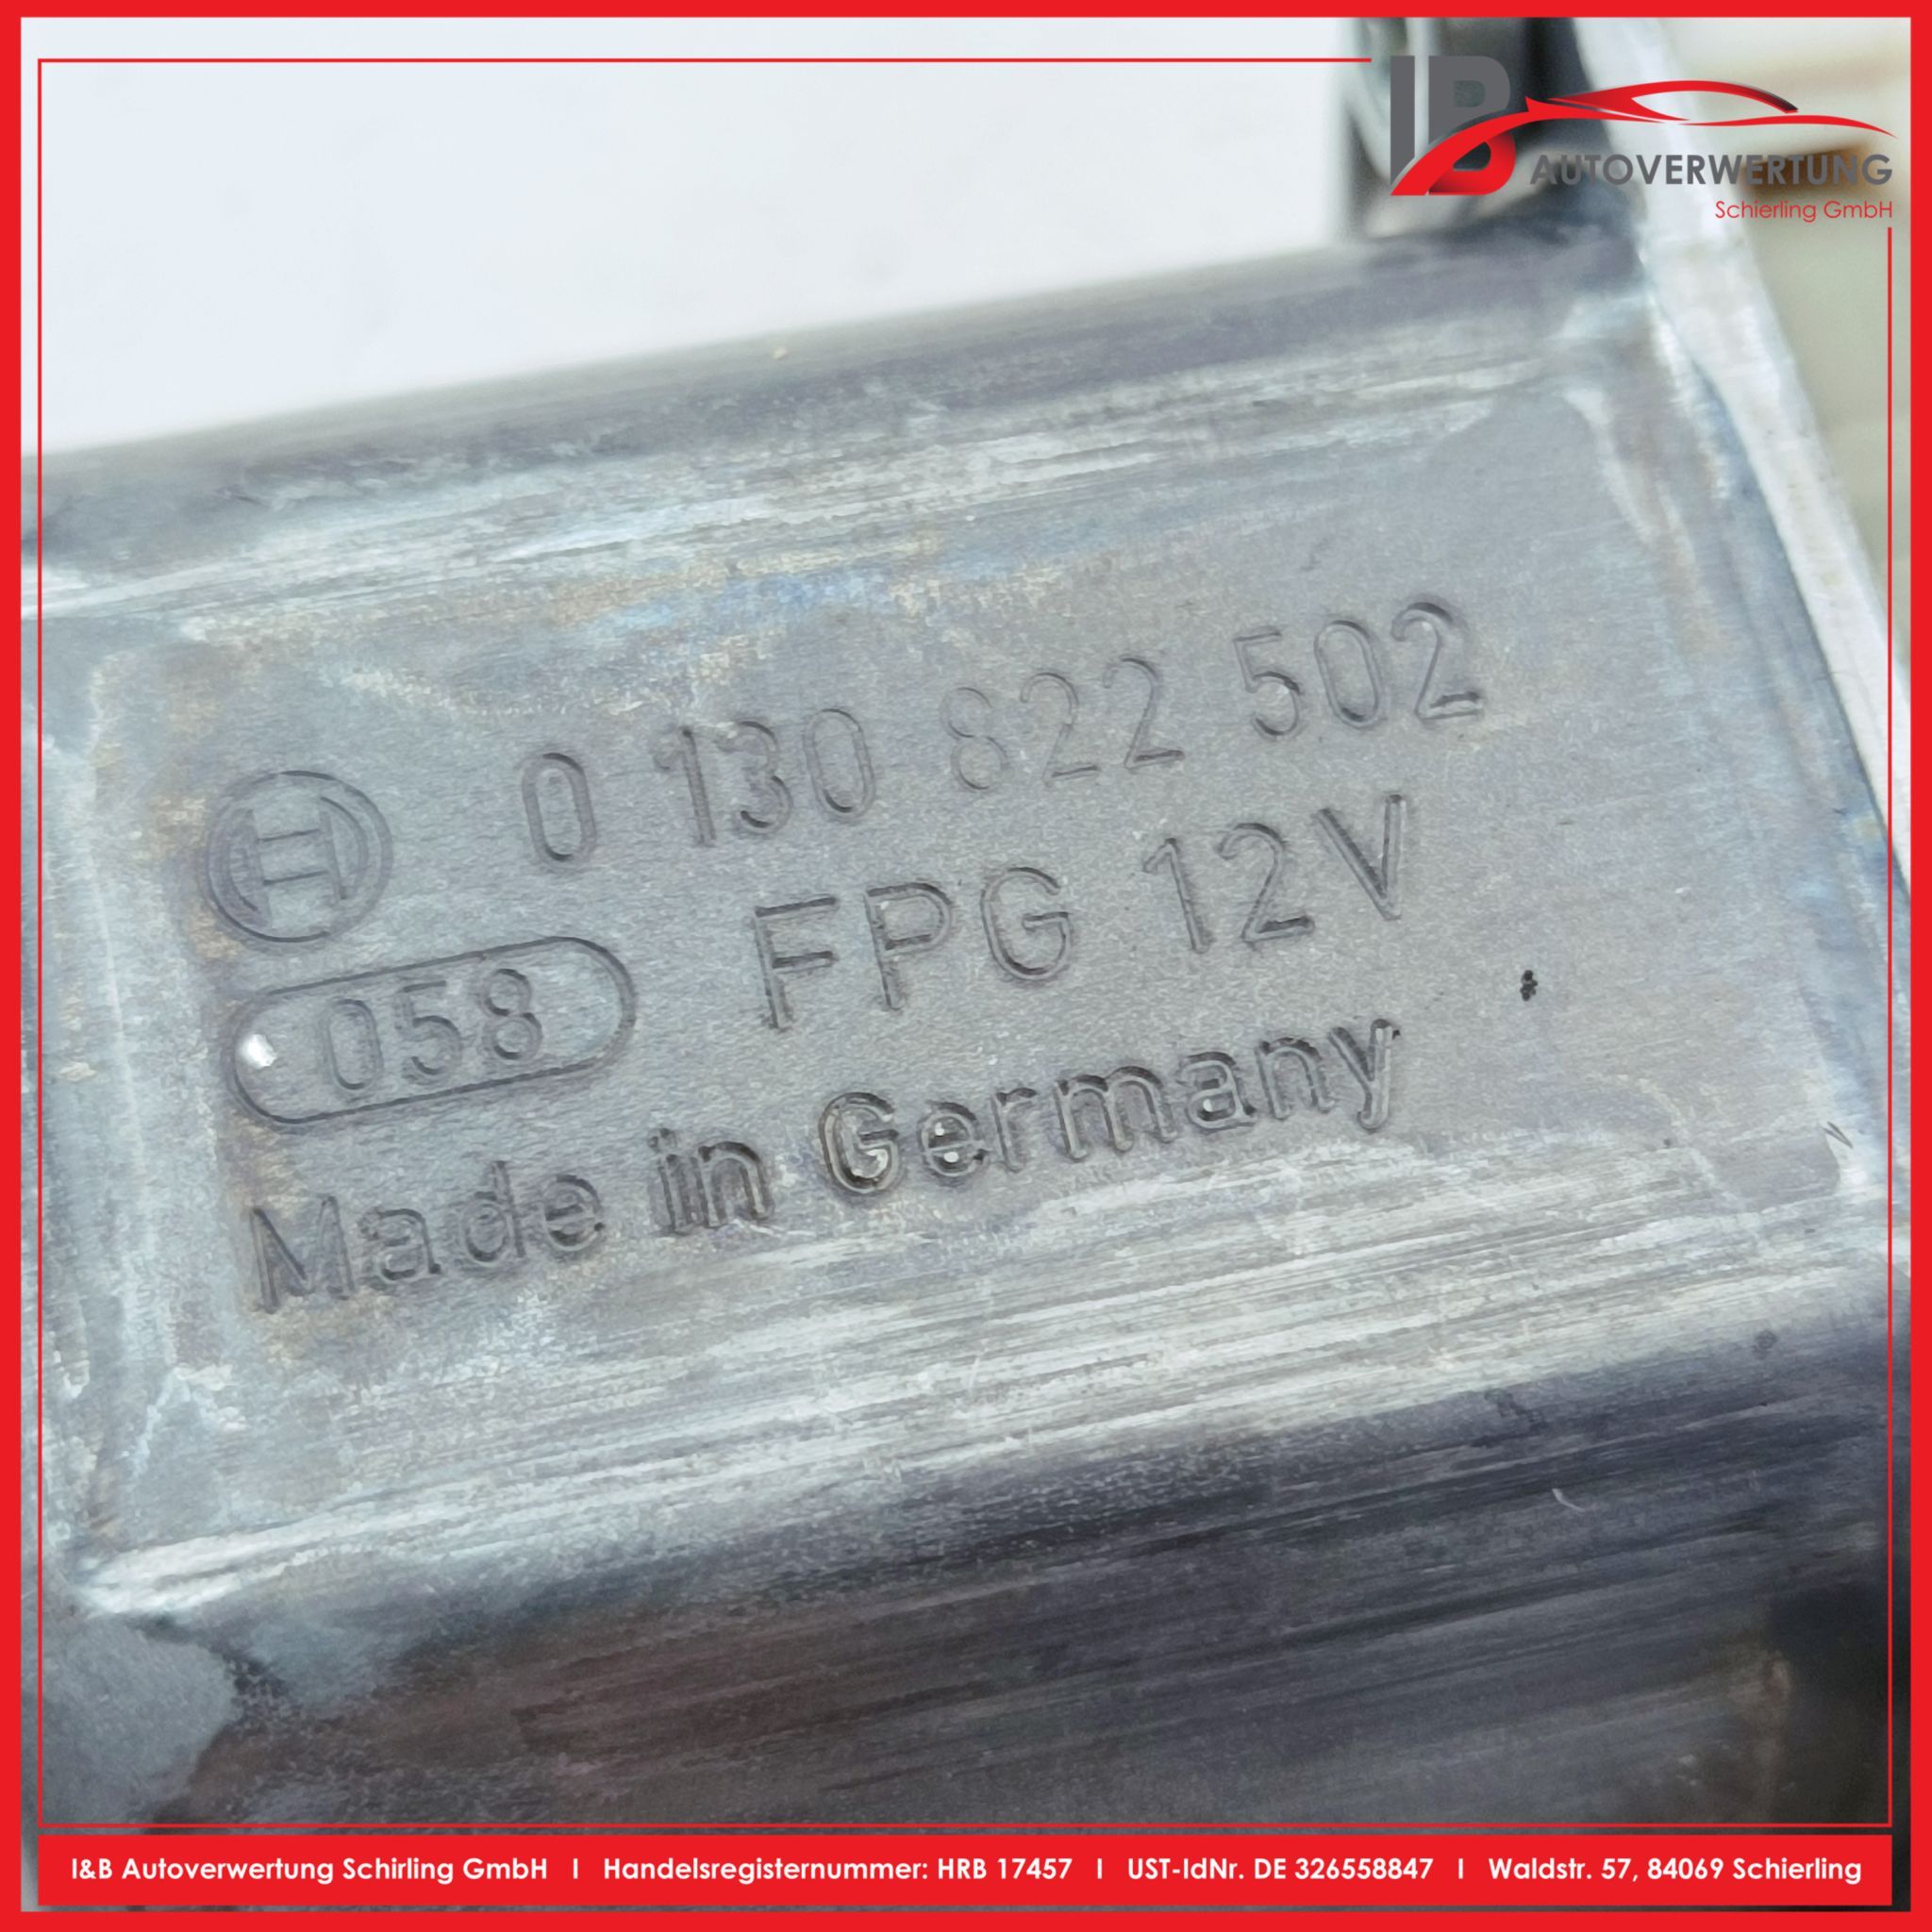 IB
AUTOVERWERTUNG
Schierling GmbH
0 130 822 502
058 FPG 12V
Made in Germany
I&B Autoverwertung Schirling GmbH I Handelsregisternummer: HRB 17457 I UST-IdNr. DE 326558847 I Waldstr. 57, 84069 Schierling